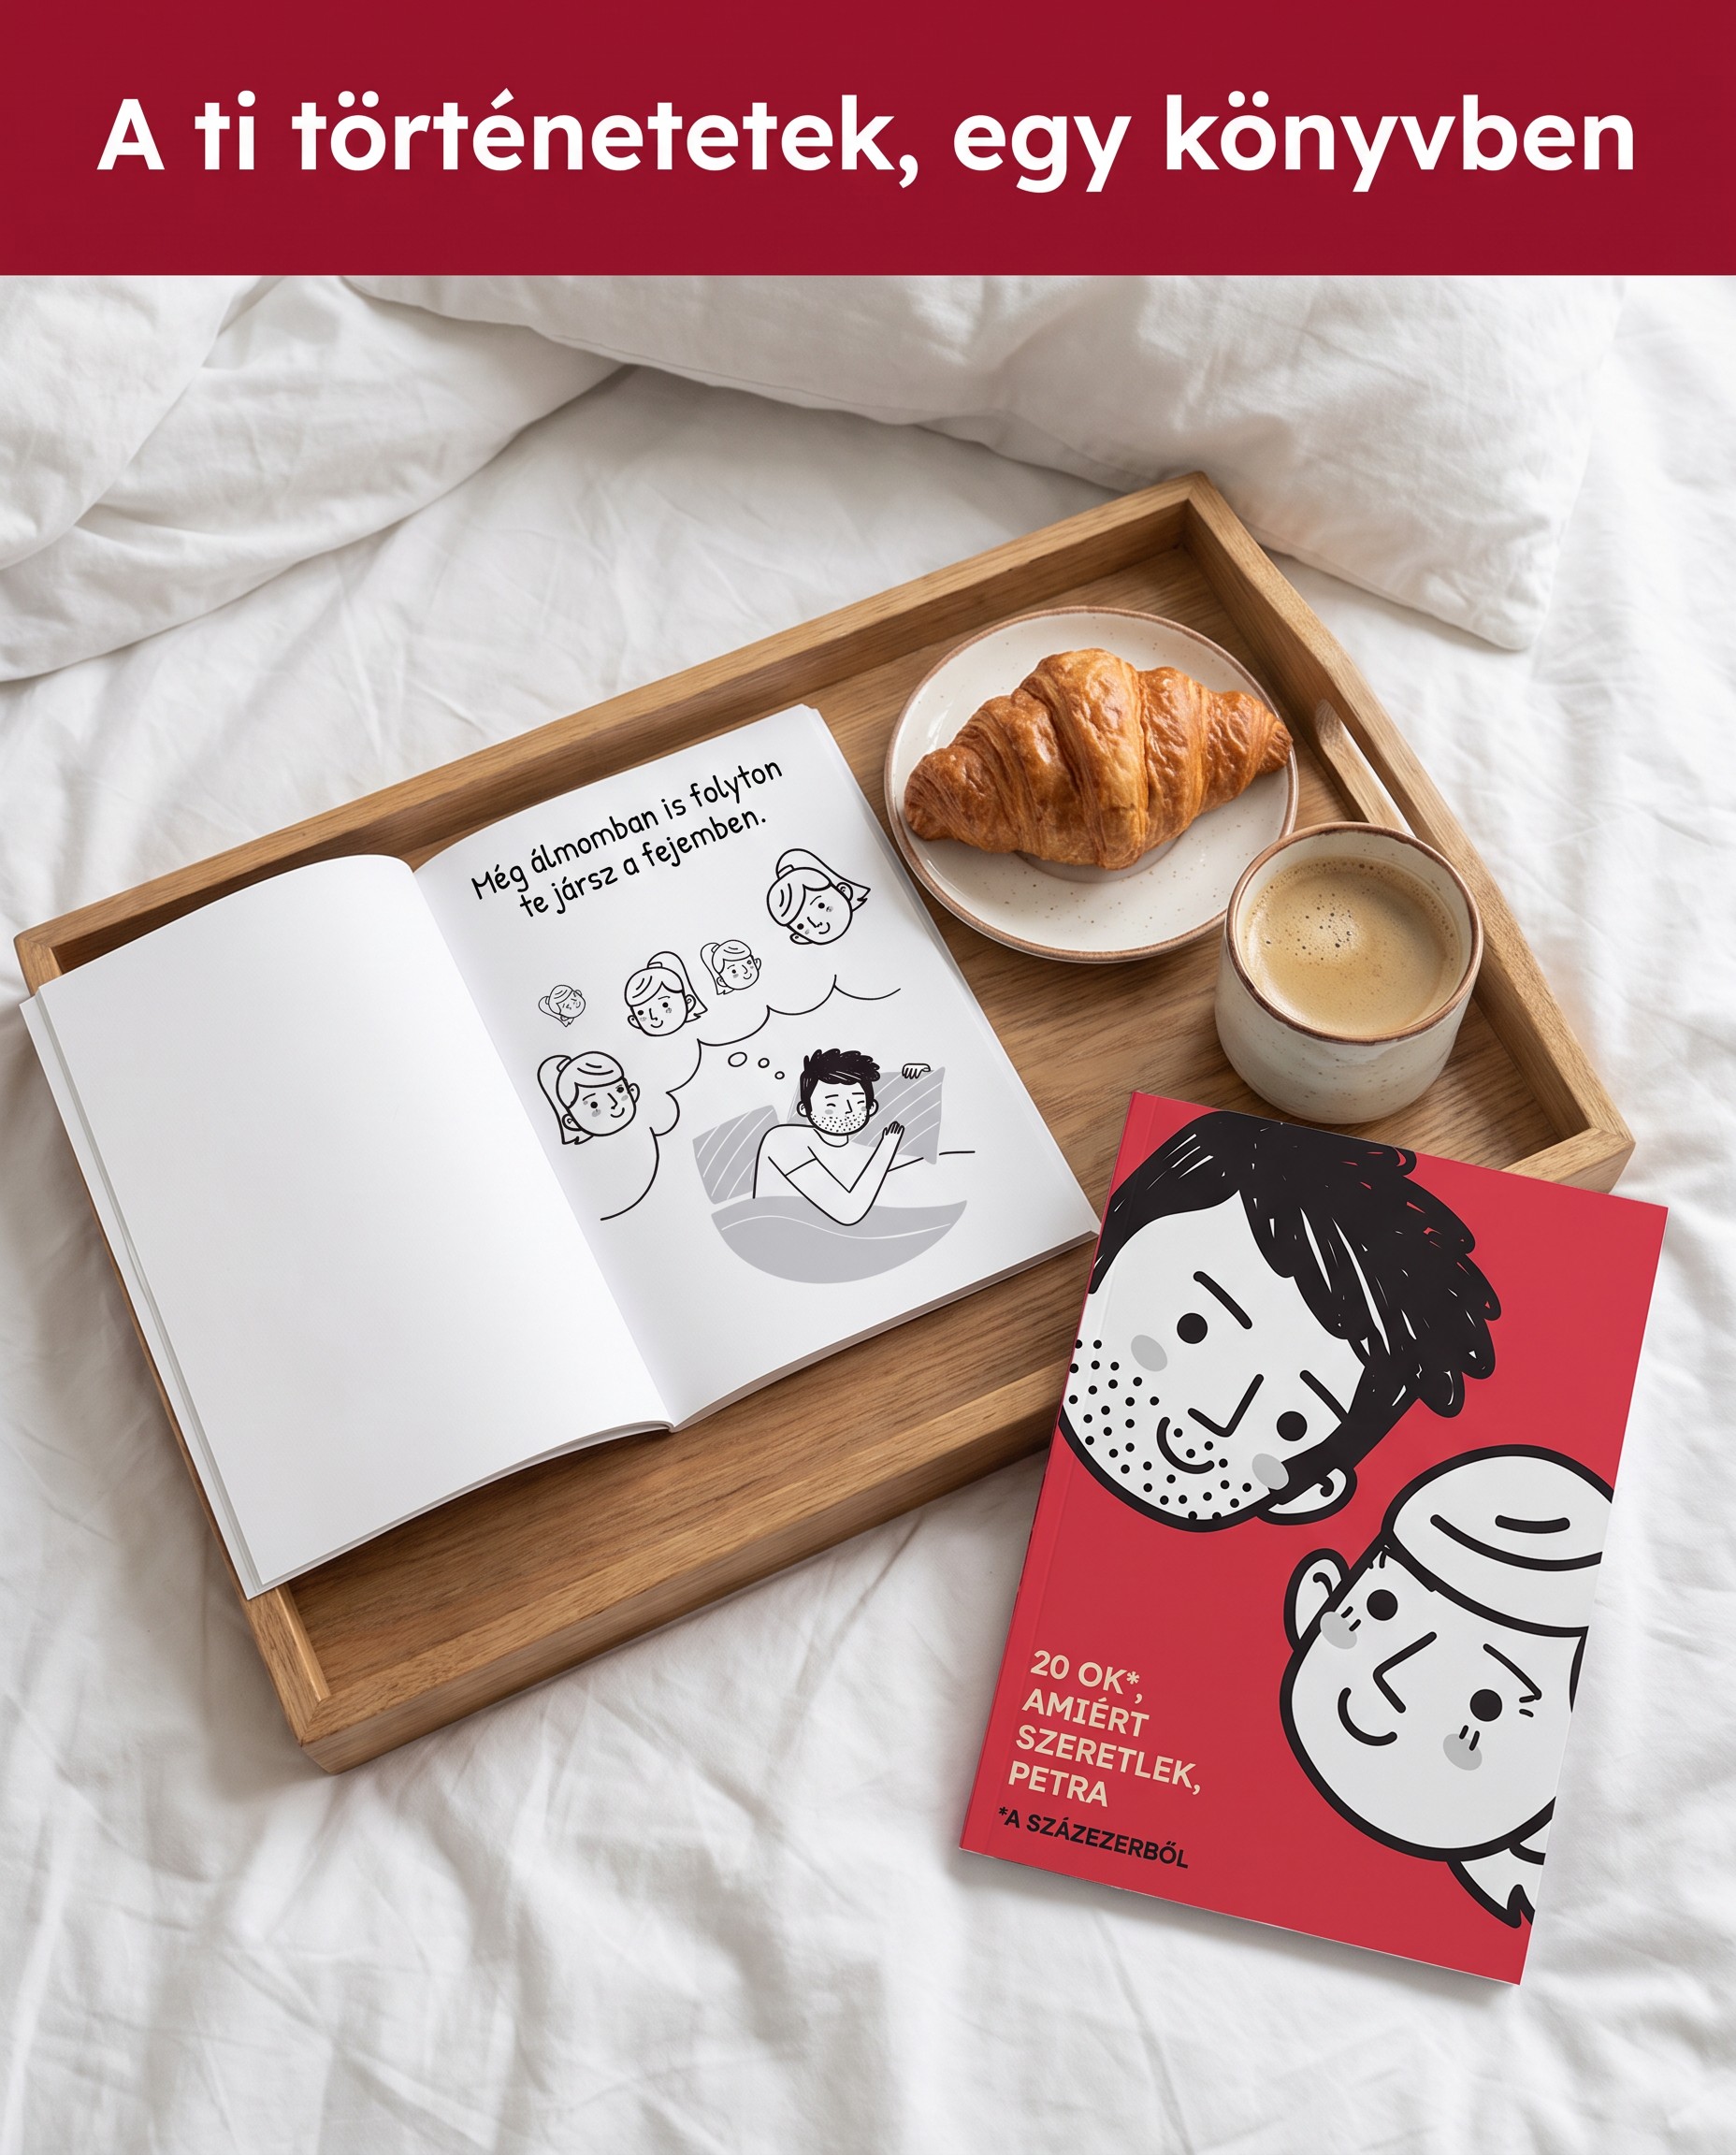 A ti történetetek, egy könyvben
Még álmomban is folyton
te jársz a fejemben.
20 OK*,
AMIÉRT
SZERETLEK,
PETRA
*A SZÁZEZERBŐL